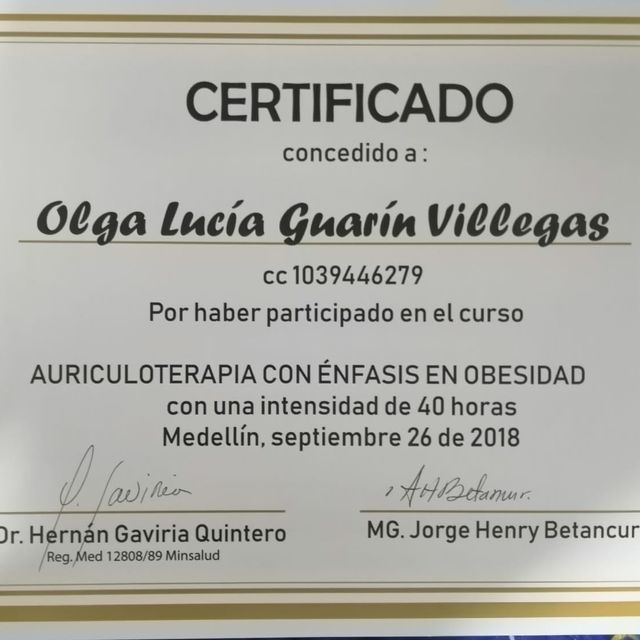 CERTIFICADO
concedido a:
Olga Lucía Guarín Villegas
cc 1039446279
Por haber participado en el curso
AURICULOTERAPIA CON ÉNFASIS EN OBESIDAD
con una intensidad de 40 horas
Medellín, septiembre 26 de 2018
Dr. Hernán Gaviria Quintero
Reg. Med 12808/89 Minsalud
MG. Jorge Henry Betancur